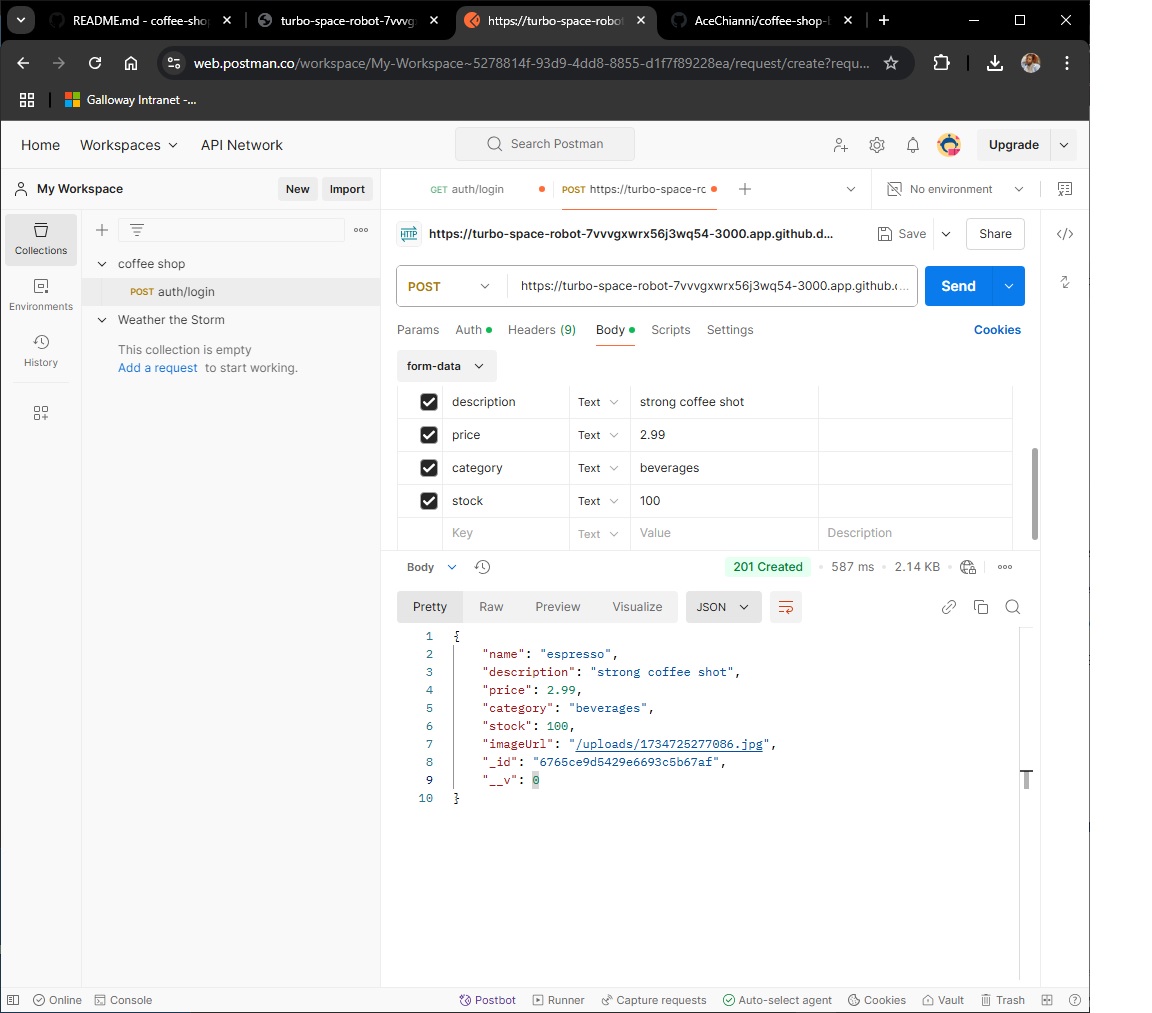 README.md - coffee-shop
turbo-space-robot-7vvvg
https://turbo-space-robot
AceChianni/coffee-shop-
web.postman.co/workspace/My-Workspace~5278814f-93d9-4dd8-8855-d1f7f89228ea/request/create?requ...
Galloway Intranet -...
Home Workspaces API Network Search Postman Upgrade
My Workspace New Import GET auth/login POST https://turbo-space-rc No environment
Collections
Environments
History
coffee shop
POST auth/login
Weather the Storm
This collection is empty
Add a request to start working.
HTTP https://turbo-space-robot-7vvvgxwrx56j3wq54-3000.app.github.d... Save Share
POST https://turbo-space-robot-7vvvgxwrx56j3wq54-3000.app.github.c... Send
Params Auth Headers (9) Body Scripts Settings Cookies
form-data
description Text strong coffee shot
price Text 2.99
category Text beverages
stock Text 100
Key Text Value Description
Body 201 Created 587 ms 2.14 KB
Pretty Raw Preview Visualize JSON
1 {
2 "name": "espresso",
3 "description": "strong coffee shot",
4 "price": 2.99,
5 "category": "beverages",
6 "stock": 100,
7 "imageUrl": "/uploads/1734725277086.jpg",
8 "_id": "6765ce9d5429e6693c5b67af",
9 "__v": 0
10 }
Online Console Postbot Runner Capture requests Auto-select agent Cookies Vault Trash